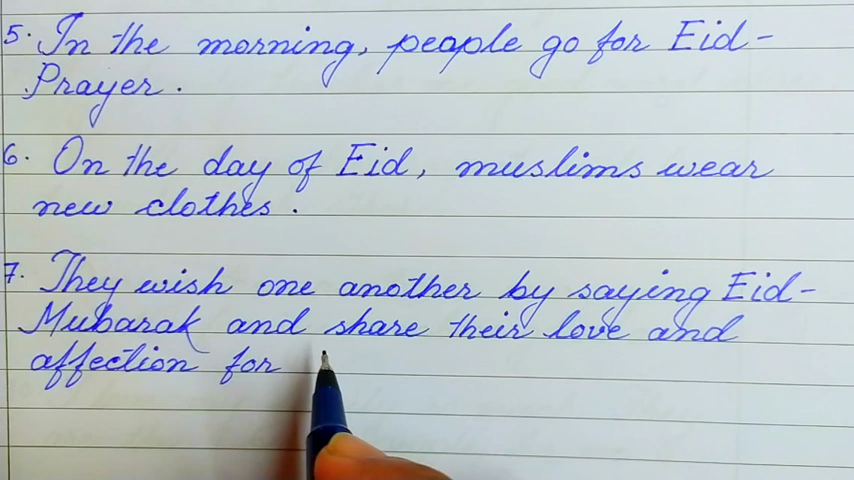 5. In the morning, people go for Eid-
Prayer.
6. On the day of Eid, muslims wear
new clothes.
7. They wish one another by saying Eid-
Mubarak and share their love and
affection for